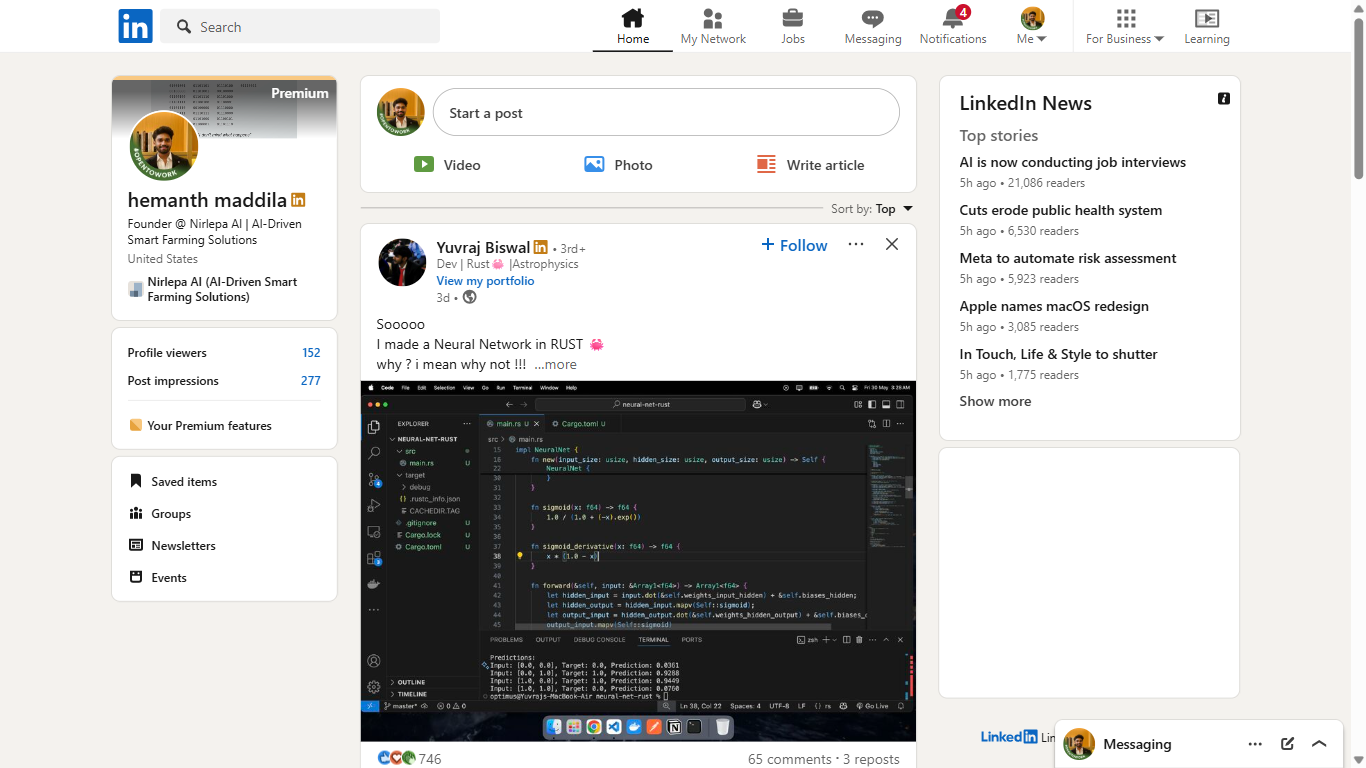 in
Search
Home
My Network
Jobs
Messaging
4
Notifications
Me
For Business
Learning
Premium
#OPENTOWORK
hemanth maddila in
Founder @ Nirlepa AI | AI-Driven
Smart Farming Solutions
United States
Nirlepa AI (AI-Driven Smart
Farming Solutions)
Profile viewers 152
Post impressions 277
Your Premium features
Saved items
Groups
Newsletters
Events
Start a post
Video
Photo
Write article
Sort by: Top
Yuvraj Biswal in • 3rd+
Dev | Rust🦀 |Astrophysics
View my portfolio
3d •
+ Follow
Sooooo
I made a Neural Network in RUST 🦀
why ? i mean why not !!! ...more
Code File Edit Selection View Go Run Terminal Window Help
Fri 30 May 8:28 AM
neural-net-rust
EXPLORER
NEURAL-NET-RUST
src
main.rs U
target
debug
.rustc_info.json
CACHEDIR.TAG
.gitignore U
Cargo.lock U
Cargo.toml U
OUTLINE
TIMELINE
main.rs U
Cargo.toml U
src > main.rs
15 impl NeuralNet {
16 fn new(input_size: usize, hidden_size: usize, output_size: usize) -> Self {
22 NeuralNet {
30 }
31 }
32
33 fn sigmoid(x: f64) -> f64 {
34 1.0 / (1.0 + (-x).exp())
35 }
36
37 fn sigmoid_derivative(x: f64) -> f64 {
38 x * (1.0 - x)
39 }
40
41 fn forward(&self, input: &Array1<f64>) -> Array1<f64> {
42 let hidden_input = input.dot(&self.weights_input_hidden) + &self.biases_hidden;
43 let hidden_output = hidden_input.mapv(Self::sigmoid);
44 let output_input = hidden_output.dot(&self.weights_hidden_output) + &self.biases_o
45 output_input.mapv(Self::sigmoid)
PROBLEMS OUTPUT DEBUG CONSOLE TERMINAL PORTS
zsh
Predictions:
Input: [0.0, 0.0], Target: 0.0, Prediction: 0.0361
Input: [0.0, 1.0], Target: 1.0, Prediction: 0.9288
Input: [1.0, 0.0], Target: 1.0, Prediction: 0.9449
Input: [1.0, 1.0], Target: 0.0, Prediction: 0.0760
optimus@Yuvrajs-MacBook-Air neural-net-rust %
master* 0 0 Ln 38, Col 22 Spaces: 4 UTF-8 LF {} rs Go Live
746
65 comments · 3 reposts
LinkedIn News
Top stories
AI is now conducting job interviews
5h ago • 21,086 readers
Cuts erode public health system
5h ago • 6,530 readers
Meta to automate risk assessment
5h ago • 5,923 readers
Apple names macOS redesign
5h ago • 3,085 readers
In Touch, Life & Style to shutter
5h ago • 1,775 readers
Show more
LinkedIn Lin
Messaging